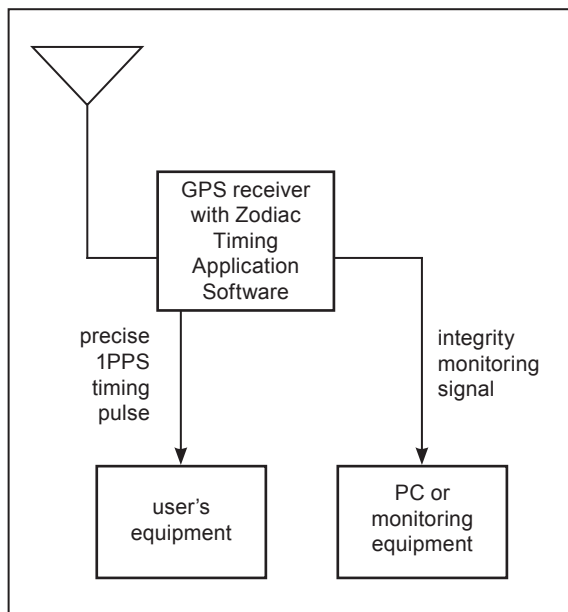 GPS receiver
with Zodiac
Timing
Application
Software
precise
1PPS
timing
pulse
integrity
monitoring
signal
user's
equipment
PC or
monitoring
equipment